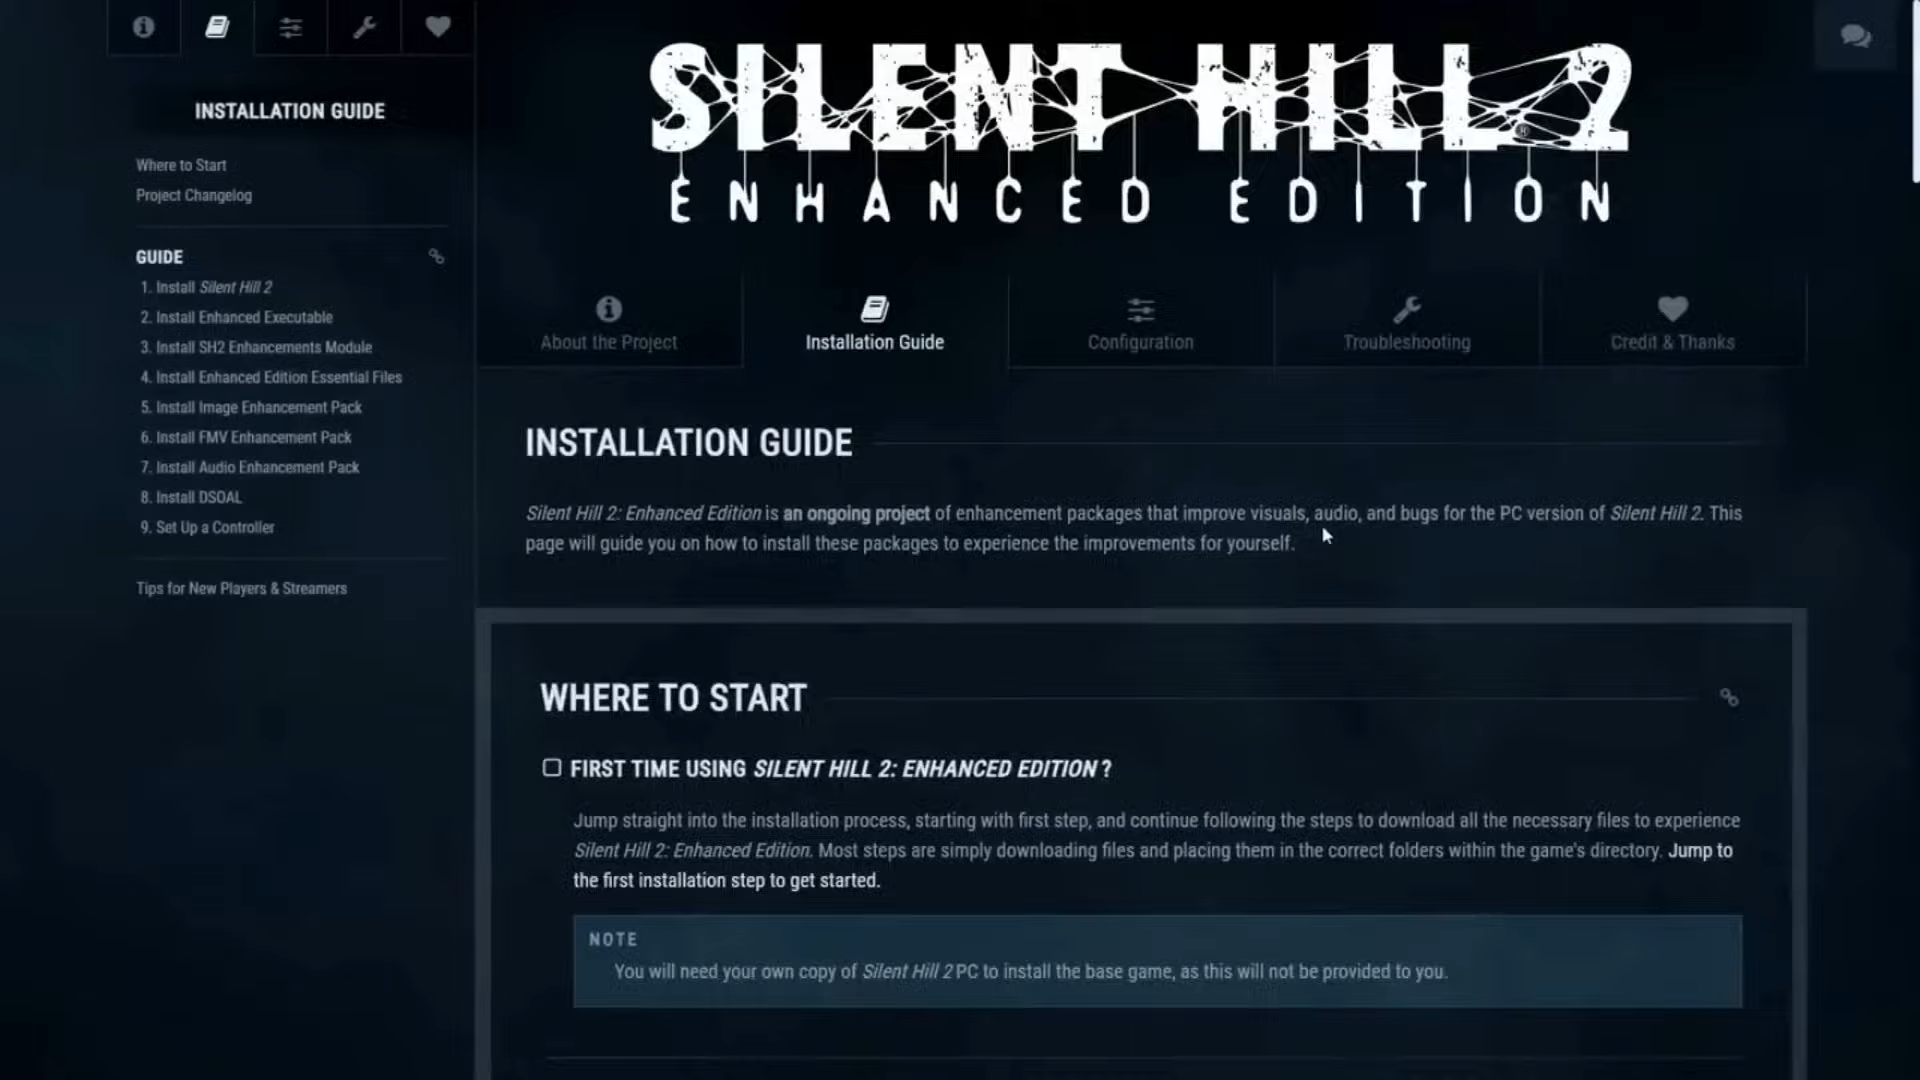 INSTALLATION GUIDE
Where to Start
Project Changelog
GUIDE
1. Install Silent Hill 2
2. Install Enhanced Executable
3. Install SH2 Enhancements Module
4. Install Enhanced Edition Essential Files
5. Install Image Enhancement Pack
6. Install FMV Enhancement Pack
7. Install Audio Enhancement Pack
8. Install DSOAL
9. Set Up a Controller
Tips for New Players & Streamers
SILENT HILL 2
®
ENHANCED EDITION
About the Project
Installation Guide
Configuration
Troubleshooting
Credit & Thanks
INSTALLATION GUIDE
Silent Hill 2: Enhanced Edition is an ongoing project of enhancement packages that improve visuals, audio, and bugs for the PC version of Silent Hill 2. This
page will guide you on how to install these packages to experience the improvements for yourself.
WHERE TO START
FIRST TIME USING SILENT HILL 2: ENHANCED EDITION ?
Jump straight into the installation process, starting with first step, and continue following the steps to download all the necessary files to experience
Silent Hill 2: Enhanced Edition. Most steps are simply downloading files and placing them in the correct folders within the game's directory. Jump to
the first installation step to get started.
NOTE
You will need your own copy of Silent Hill 2 PC to install the base game, as this will not be provided to you.